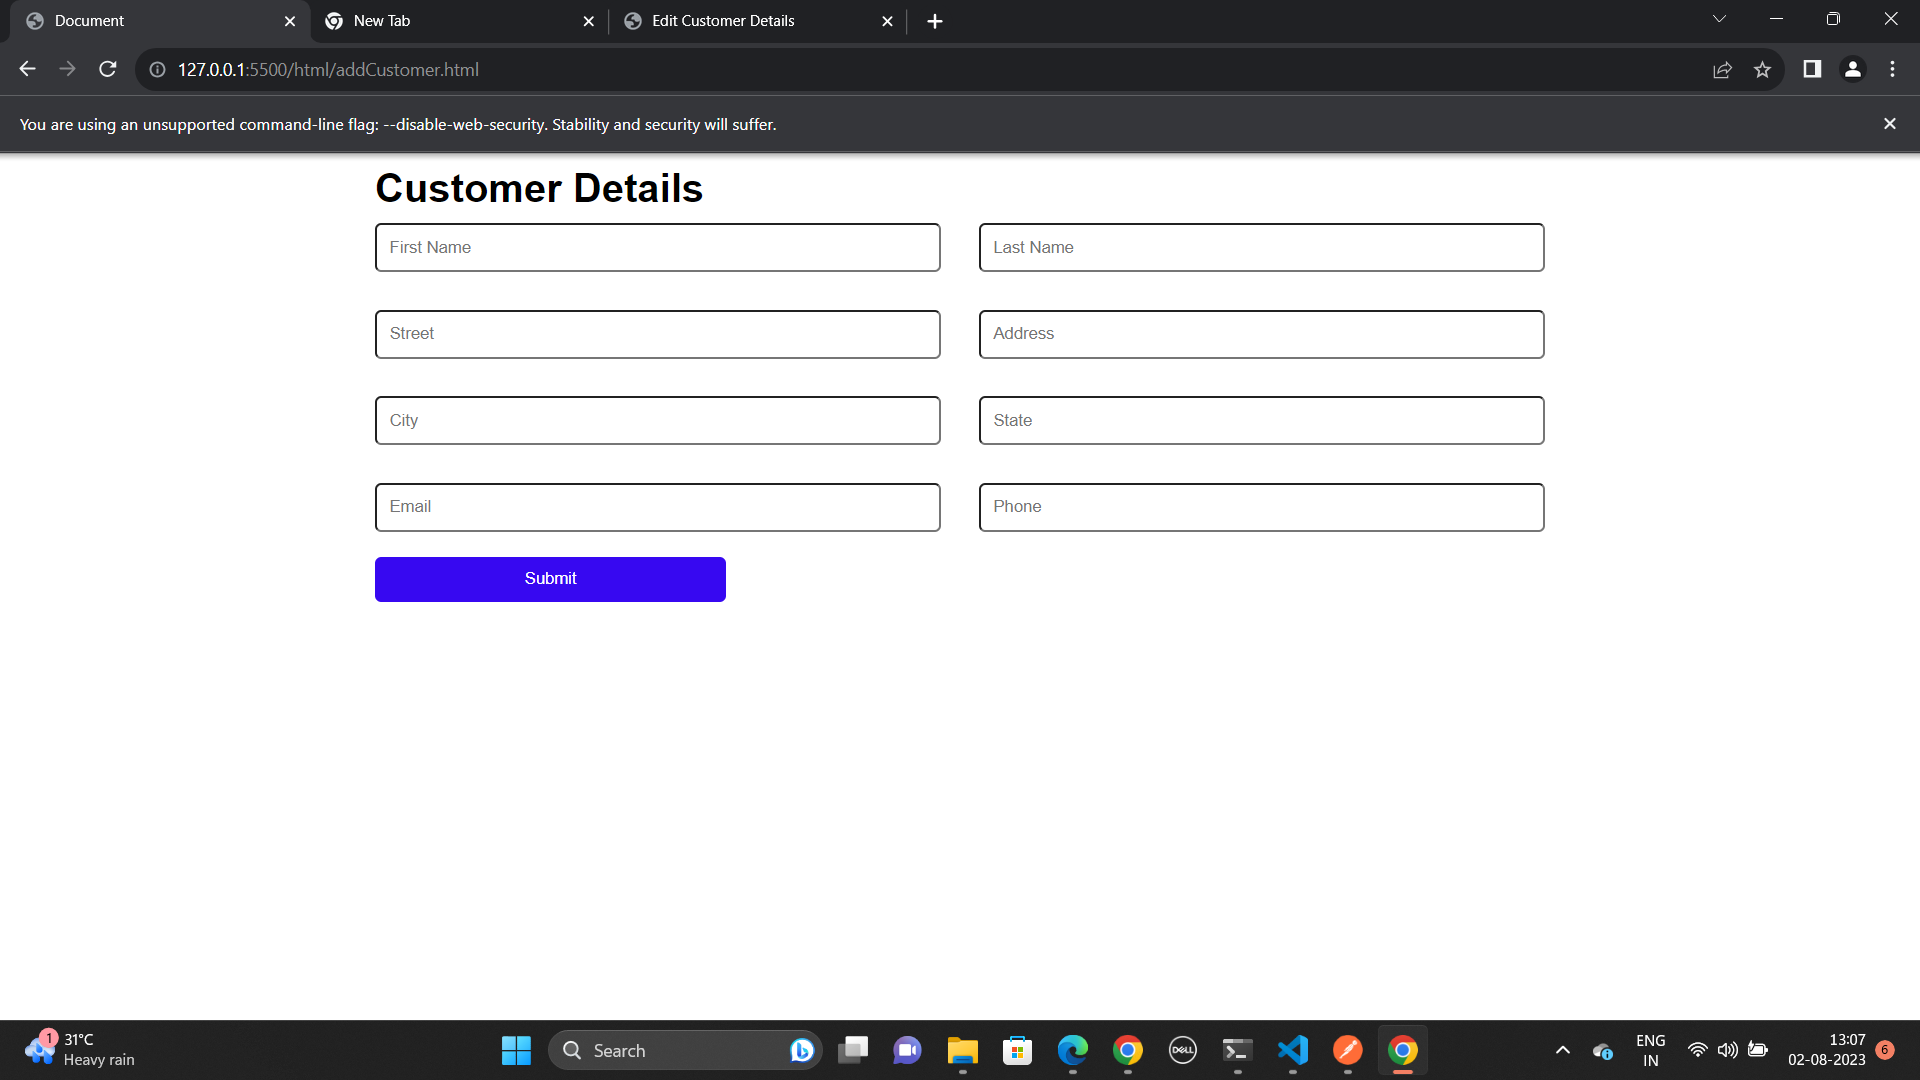 Document
New Tab
Edit Customer Details
127.0.0.1:5500/html/addCustomer.html
You are using an unsupported command-line flag: --disable-web-security. Stability and security will suffer.
Customer Details
First Name
Last Name
Street
Address
City
State
Email
Phone
Submit
1
31°C
Heavy rain
Search
DELL
ENG
IN
13:07
02-08-2023
6